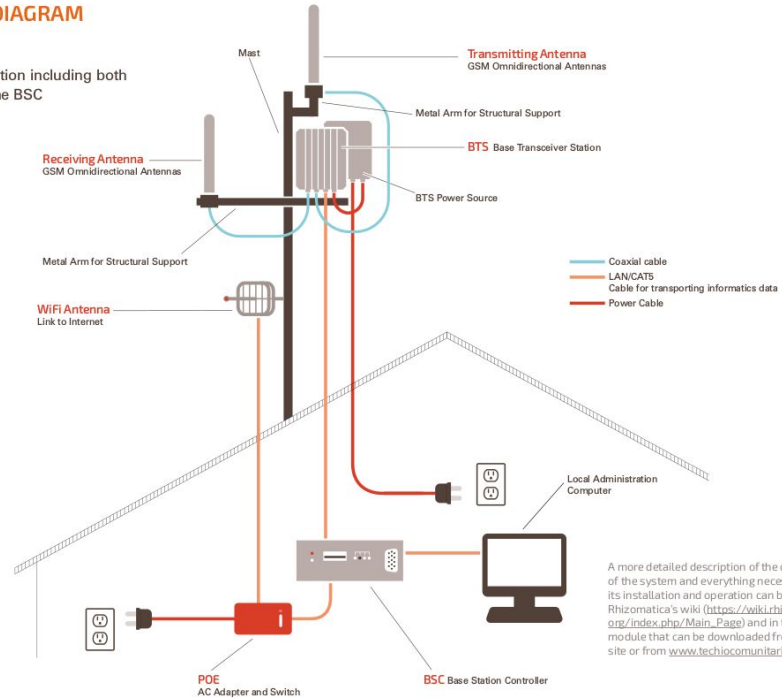 DIAGRAM
tion including both
BSC
Mast
Transmitting Antenna
GSM Omnidirectional Antennas
Metal Arm for Structural Support
BTS Base Transceiver Station
Receiving Antenna
GSM Omnidirectional Antennas
BTS Power Source
Metal Arm for Structural Support
Coaxial cable
LAN/CAT5
Cable for transporting informatics data
Power Cable
WiFi Antenna
Link to Internet
Local Administration
Computer
A more detailed description of the
of the system and everything
its installation and operation can
Rhizomatica's wiki (https://wiki.rhi
org/index.php/Main_Page) and in
module that can be downloaded
site or from www.techiocomunitari
POE
AC Adapter and Switch
BSC Base Station Controller